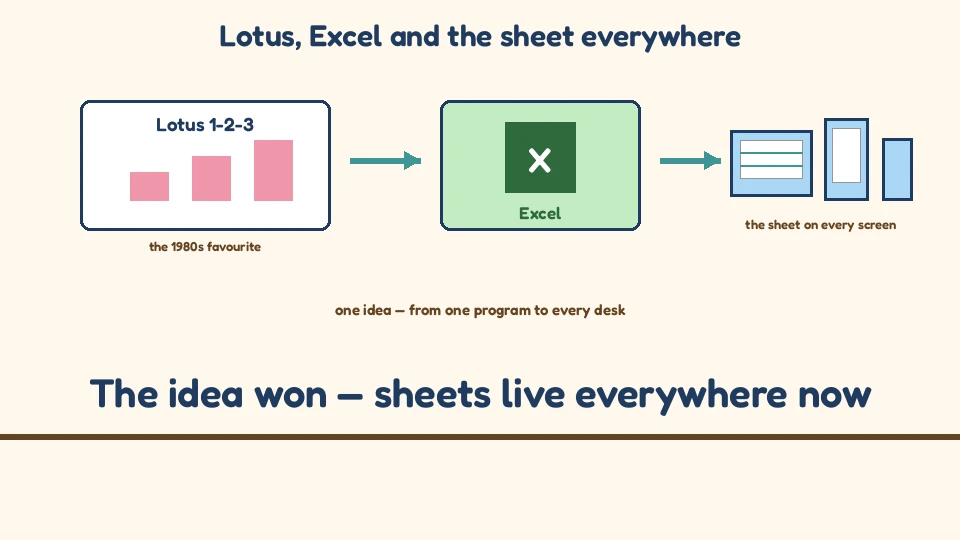 Lotus, Excel and the sheet everywhere
Lotus 1-2-3
X
Excel
the 1980s favourite
the sheet on every screen
one idea — from one program to every desk
The idea won — sheets live everywhere now